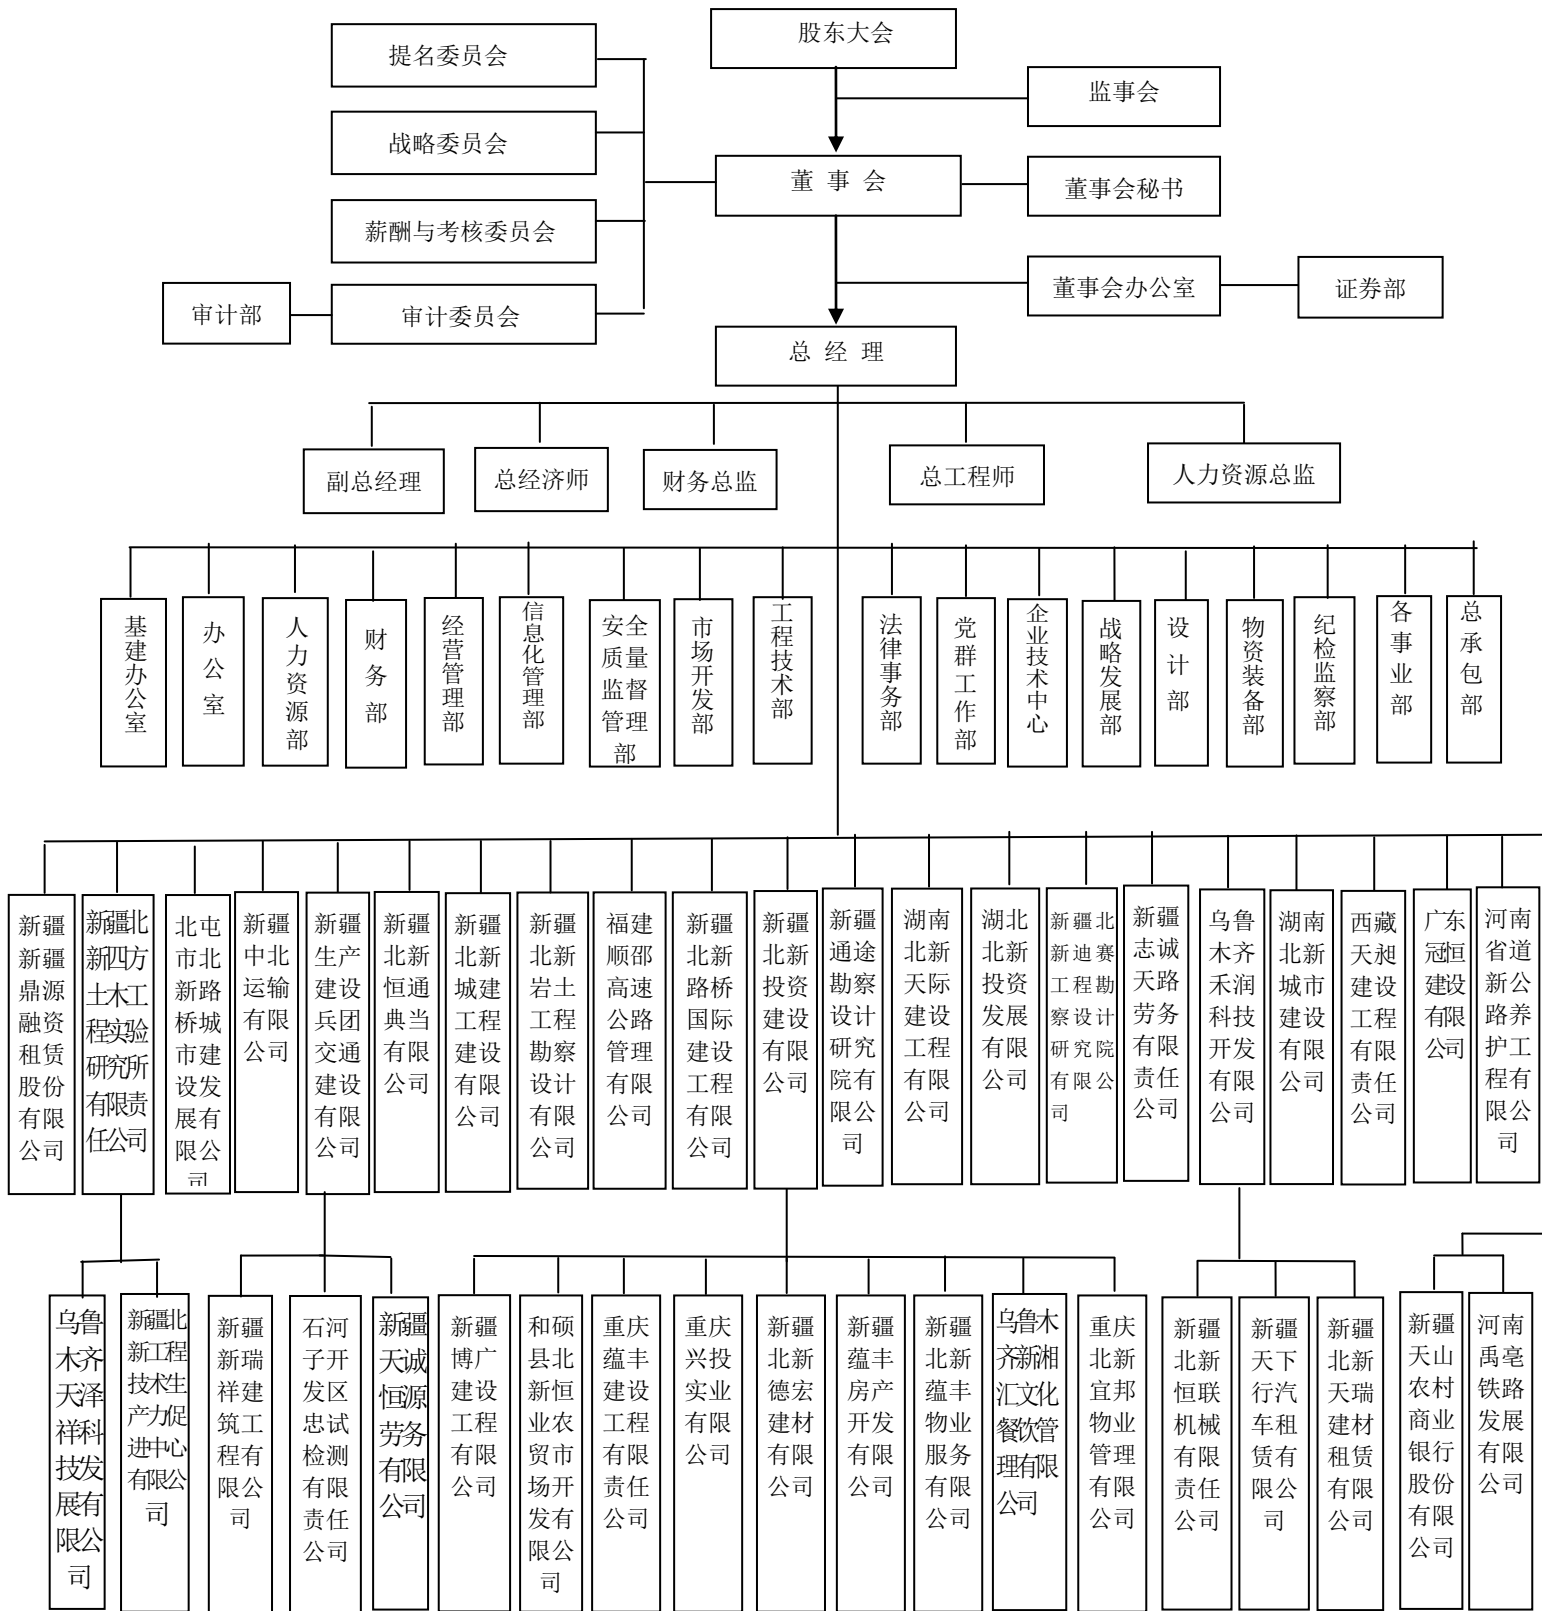 股东大会
提名委员会
监事会
战略委员会
董 事 会
董事会秘书
薪酬与考核委员会
董事会办公室
证券部
审计部
审计委员会
总 经 理
副总经理
总经济师
财务总监
总工程师
人力资源总监
基建办公室
办公室
人力资源部
财务部
经营管理部
信息化管理部
安全质量监督管理部
市场开发部
工程技术部
法律事务部
党群工作部
企业技术中心
战略发展部
设计部
物资装备部
纪检监察部
各事业部
总承包部
新疆新疆鼎源融资租赁股份有限公司
新疆北新四方土木工程实验研究所有限责任公司
北屯市北新路桥城市建设发展有限公司
新疆中北运输有限公司
新疆生产建设兵团交通建设有限公司
新疆北新恒通典当有限公司
新疆北新城建工程建设有限公司
新疆北新岩土工程勘察设计有限公司
福建顺邵高速公路管理有限公司
新疆北新路桥国际建设工程有限公司
新疆北新投资建设有限公司
新疆通途勘察设计研究院有限公司
湖南北新天际建设工程有限公司
湖北北新投资发展有限公司
新疆北新迪赛工程勘察设计研究院有限公司
新疆志诚天路劳务有限责任公司
乌鲁木齐禾润科技开发有限公司
湖南北新城市建设有限公司
西藏天昶建设工程有限责任公司
广东冠恒建设有限公司
河南省道新公路养护工程有限公司
乌鲁木齐天泽祥科技发展有限公司
新疆北新工程技术生产力促进中心有限公司
新疆新瑞祥建筑工程有限公司
石河子开发区忠试检测有限责任公司
新疆天诚恒源劳务有限公司
新疆博广建设工程有限公司
和硕县北新恒业农贸市场开发有限公司
重庆蕴丰建设工程有限责任公司
重庆兴投实业有限公司
新疆北新德宏建材有限公司
新疆蕴丰房产开发有限公司
新疆北新蕴丰物业服务有限公司
乌鲁木齐新湘汇文化餐饮管理有限公司
重庆北新宜邦物业管理有限公司
新疆北新恒联机械有限责任公司
新疆天下行汽车租赁有限公司
新疆北新天瑞建材租赁有限公司
新疆天山农村商业银行股份有限公司
河南禹亳铁路发展有限公司